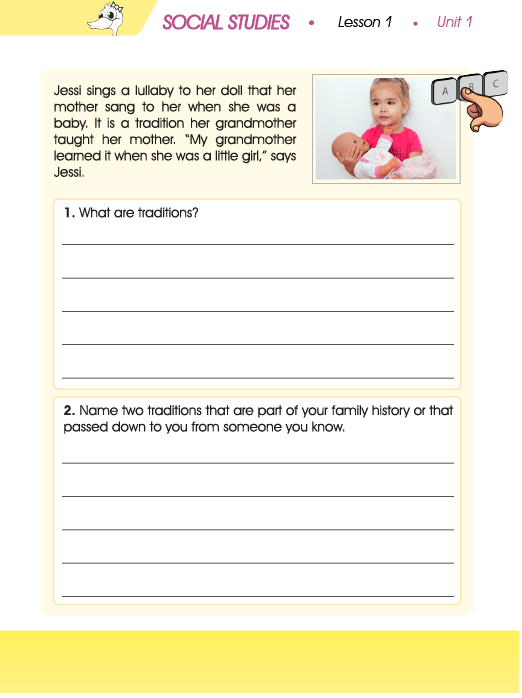 SOCIAL STUDIES • Lesson 1 • Unit 1
Jessi sings a lullaby to her doll that her
mother sang to her when she was a
baby. It is a tradition her grandmother
taught her mother. “My grandmother
learned it when she was a little girl,” says
Jessi.
A B C
1. What are traditions?
2. Name two traditions that are part of your family history or that
passed down to you from someone you know.